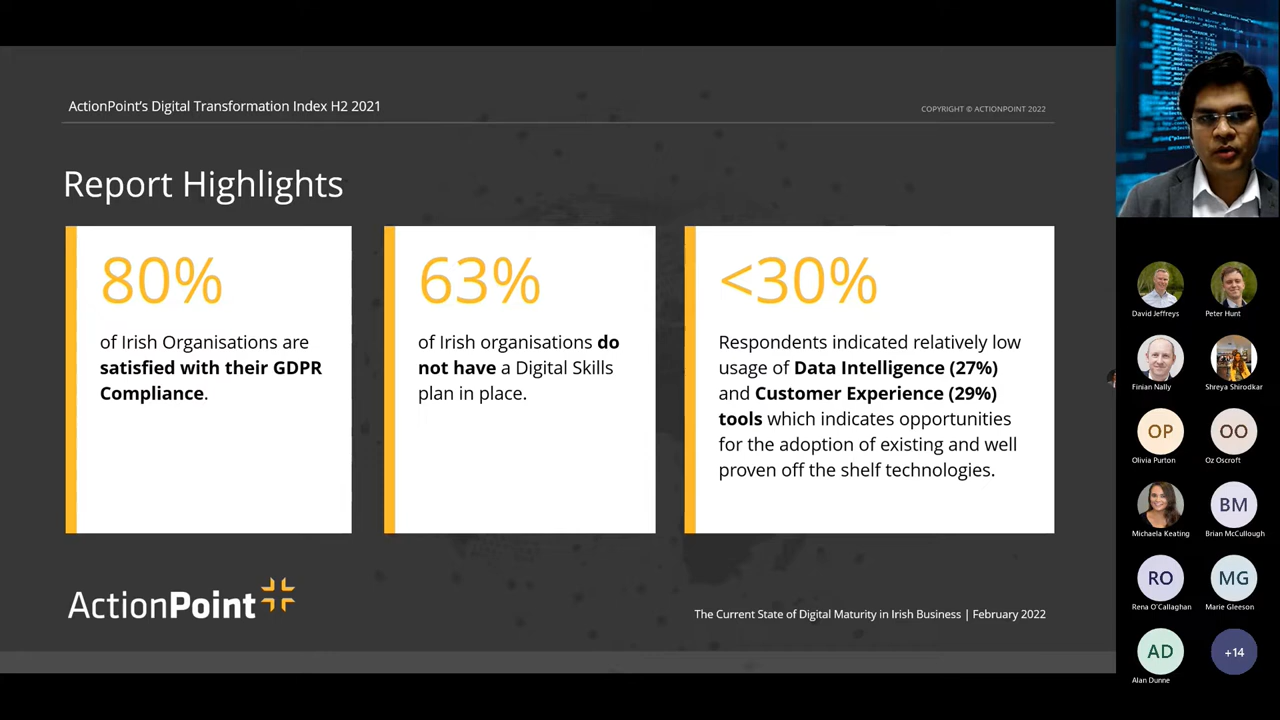 ActionPoint's Digital Transformation Index H2 2021
COPYRIGHT © ACTIONPOINT 2022
Report Highlights
80%
of Irish Organisations are
satisfied with their GDPR
Compliance.
63%
of Irish organisations do
not have a Digital Skills
plan in place.
<30%
Respondents indicated relatively low
usage of Data Intelligence (27%)
and Customer Experience (29%)
tools which indicates opportunities
for the adoption of existing and well
proven off the shelf technologies.
ActionPoint
The Current State of Digital Maturity in Irish Business | February 2022
David Jeffreys
Peter Hunt
Finian Nally
Shreya Shirodkar
OP
OO
Olivia Purton
Oz Oscroft
BM
Michaela Keating
Brian McCullough
RO
MG
Rena O'Callaghan
Marie Gleeson
AD
+14
Alan Dunne